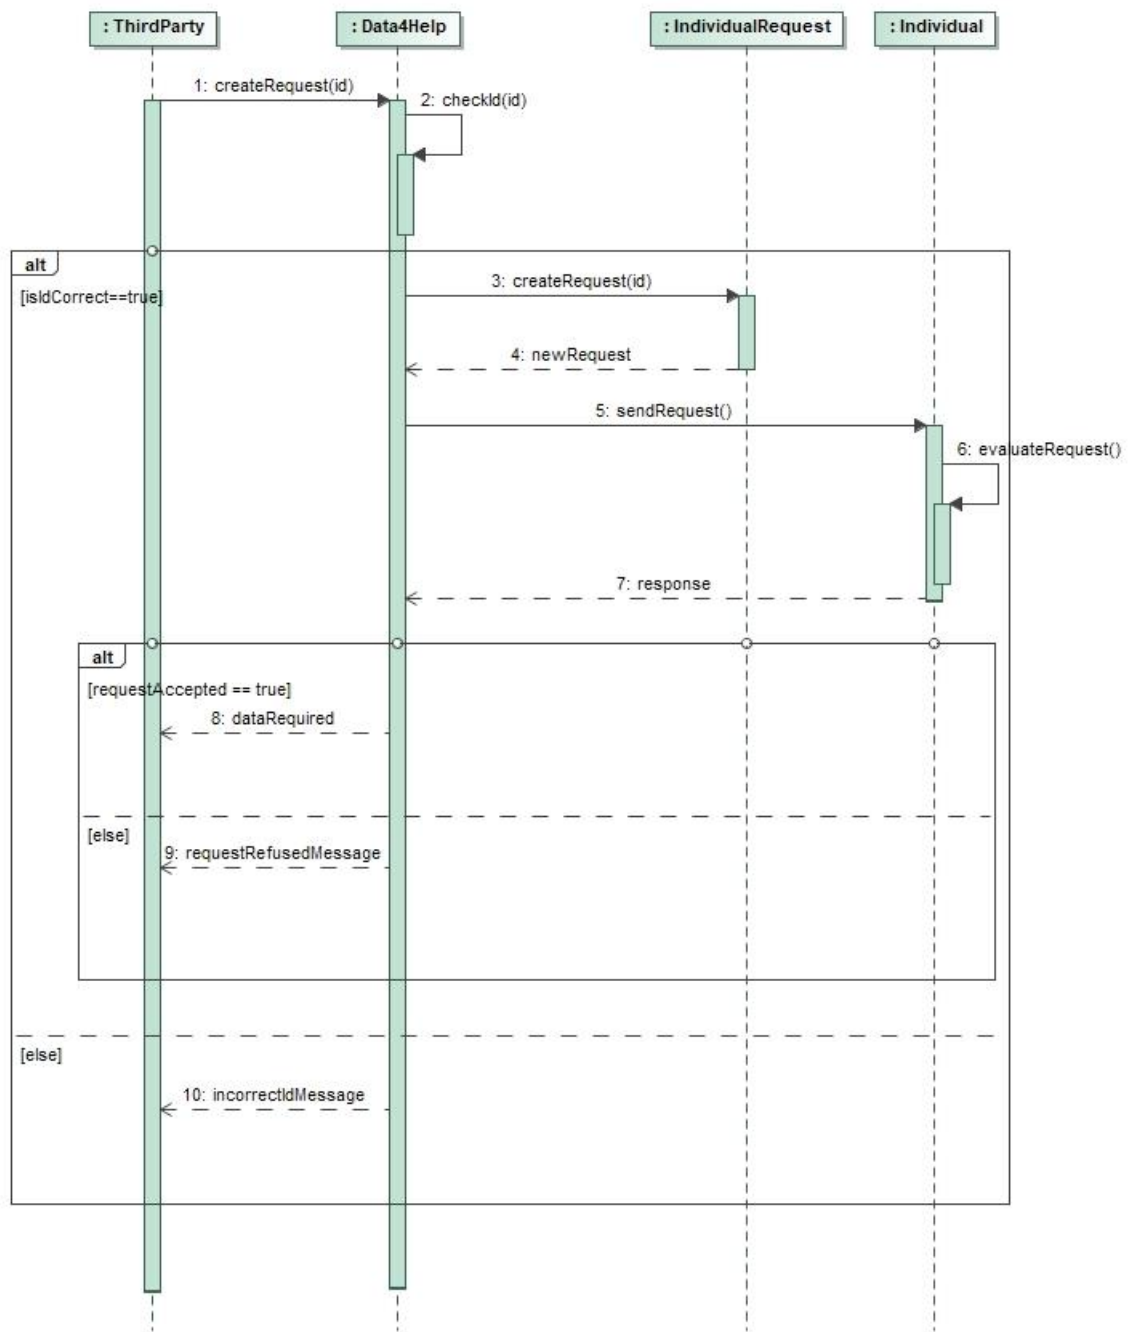 : ThirdParty
: Data4Help
: IndividualRequest
: Individual
1: createRequest(id)
2: checkId(id)
alt
[isIdCorrect==true]
3: createRequest(id)
4: newRequest
5: sendRequest()
6: evaluateRequest()
7: response
alt
[requestAccepted == true]
8: dataRequired
[else]
9: requestRefusedMessage
[else]
10: incorrectIdMessage